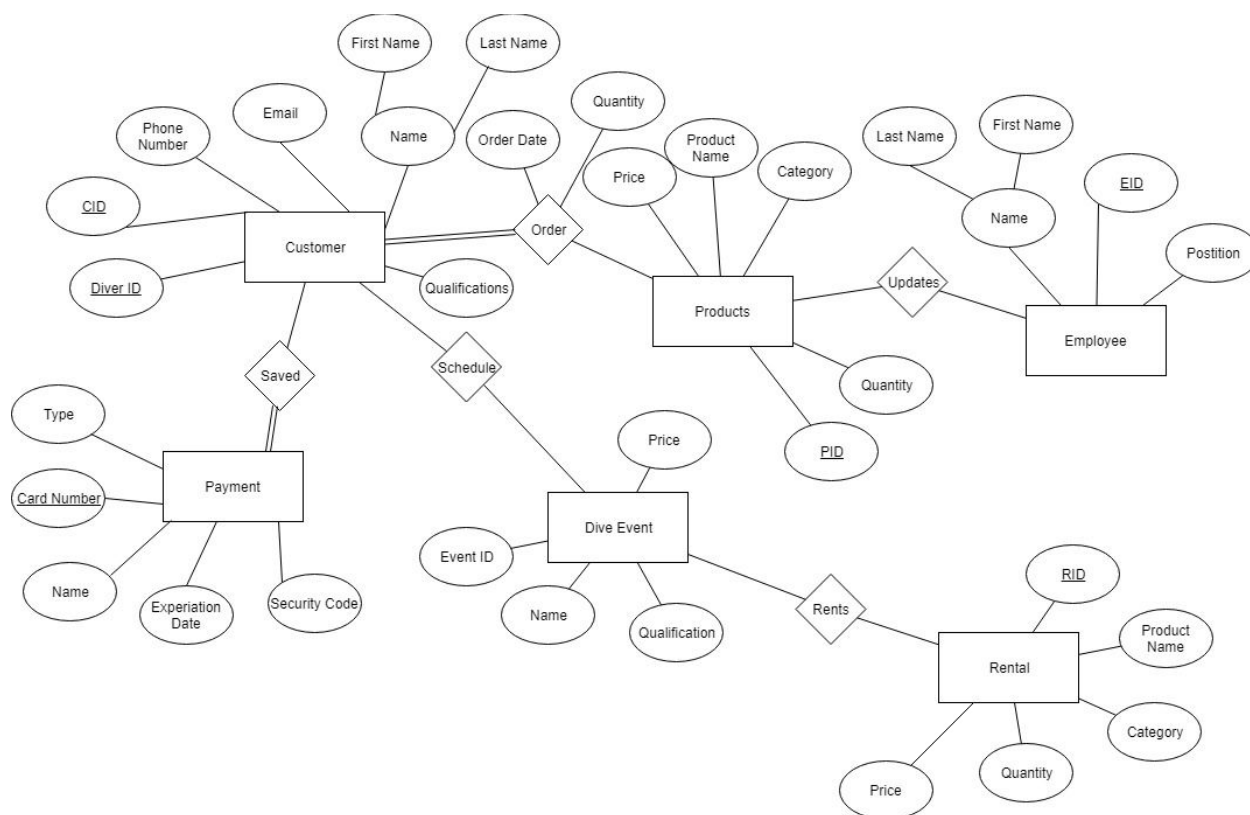 First Name
Last Name
Email
Quantity
Phone
Number
Name
Order Date
Product
Name
Last Name
First Name
Price
Category
EID
CID
Customer
Order
Name
Postition
Diver ID
Qualifications
Updates
Products
Employee
Saved
Schedule
Quantity
Type
Price
PID
Payment
Card Number
Dive Event
Event ID
RID
Name
Experiation
Date
Security Code
Name
Qualification
Rents
Product
Name
Rental
Category
Price
Quantity